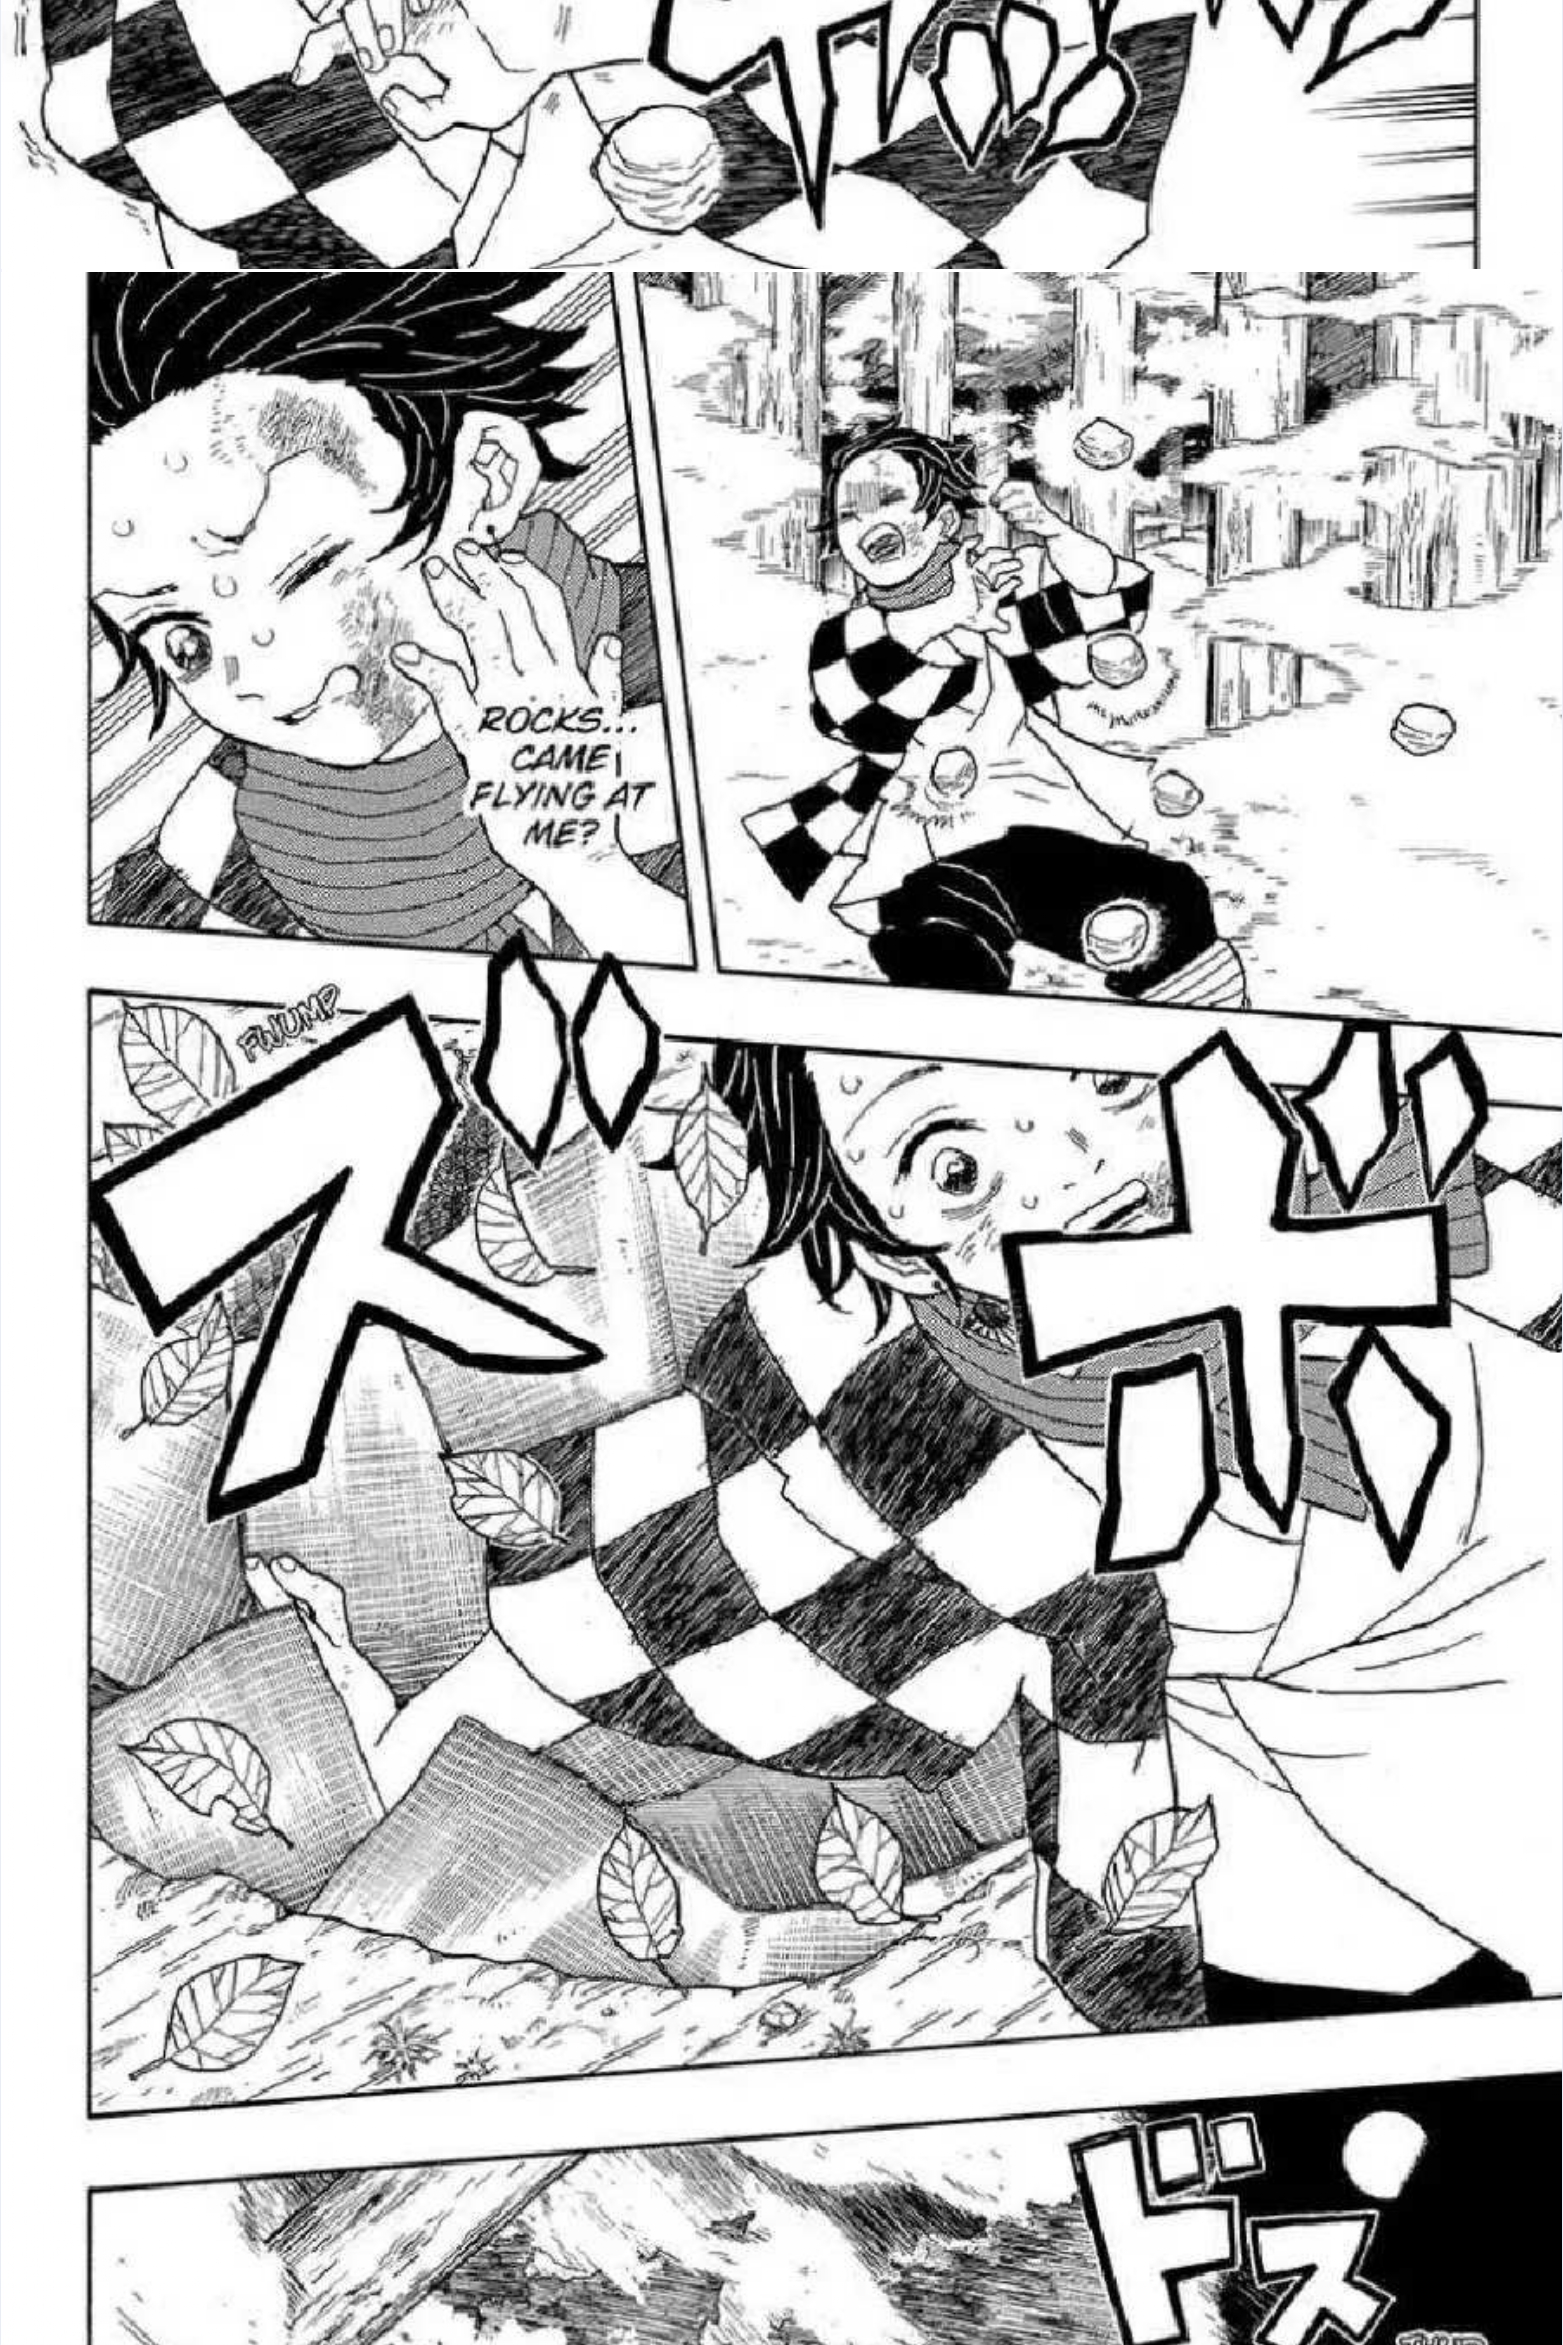 ROCKS...
CAME
FLYING AT
ME?
ズボ
FWUMP
ドス